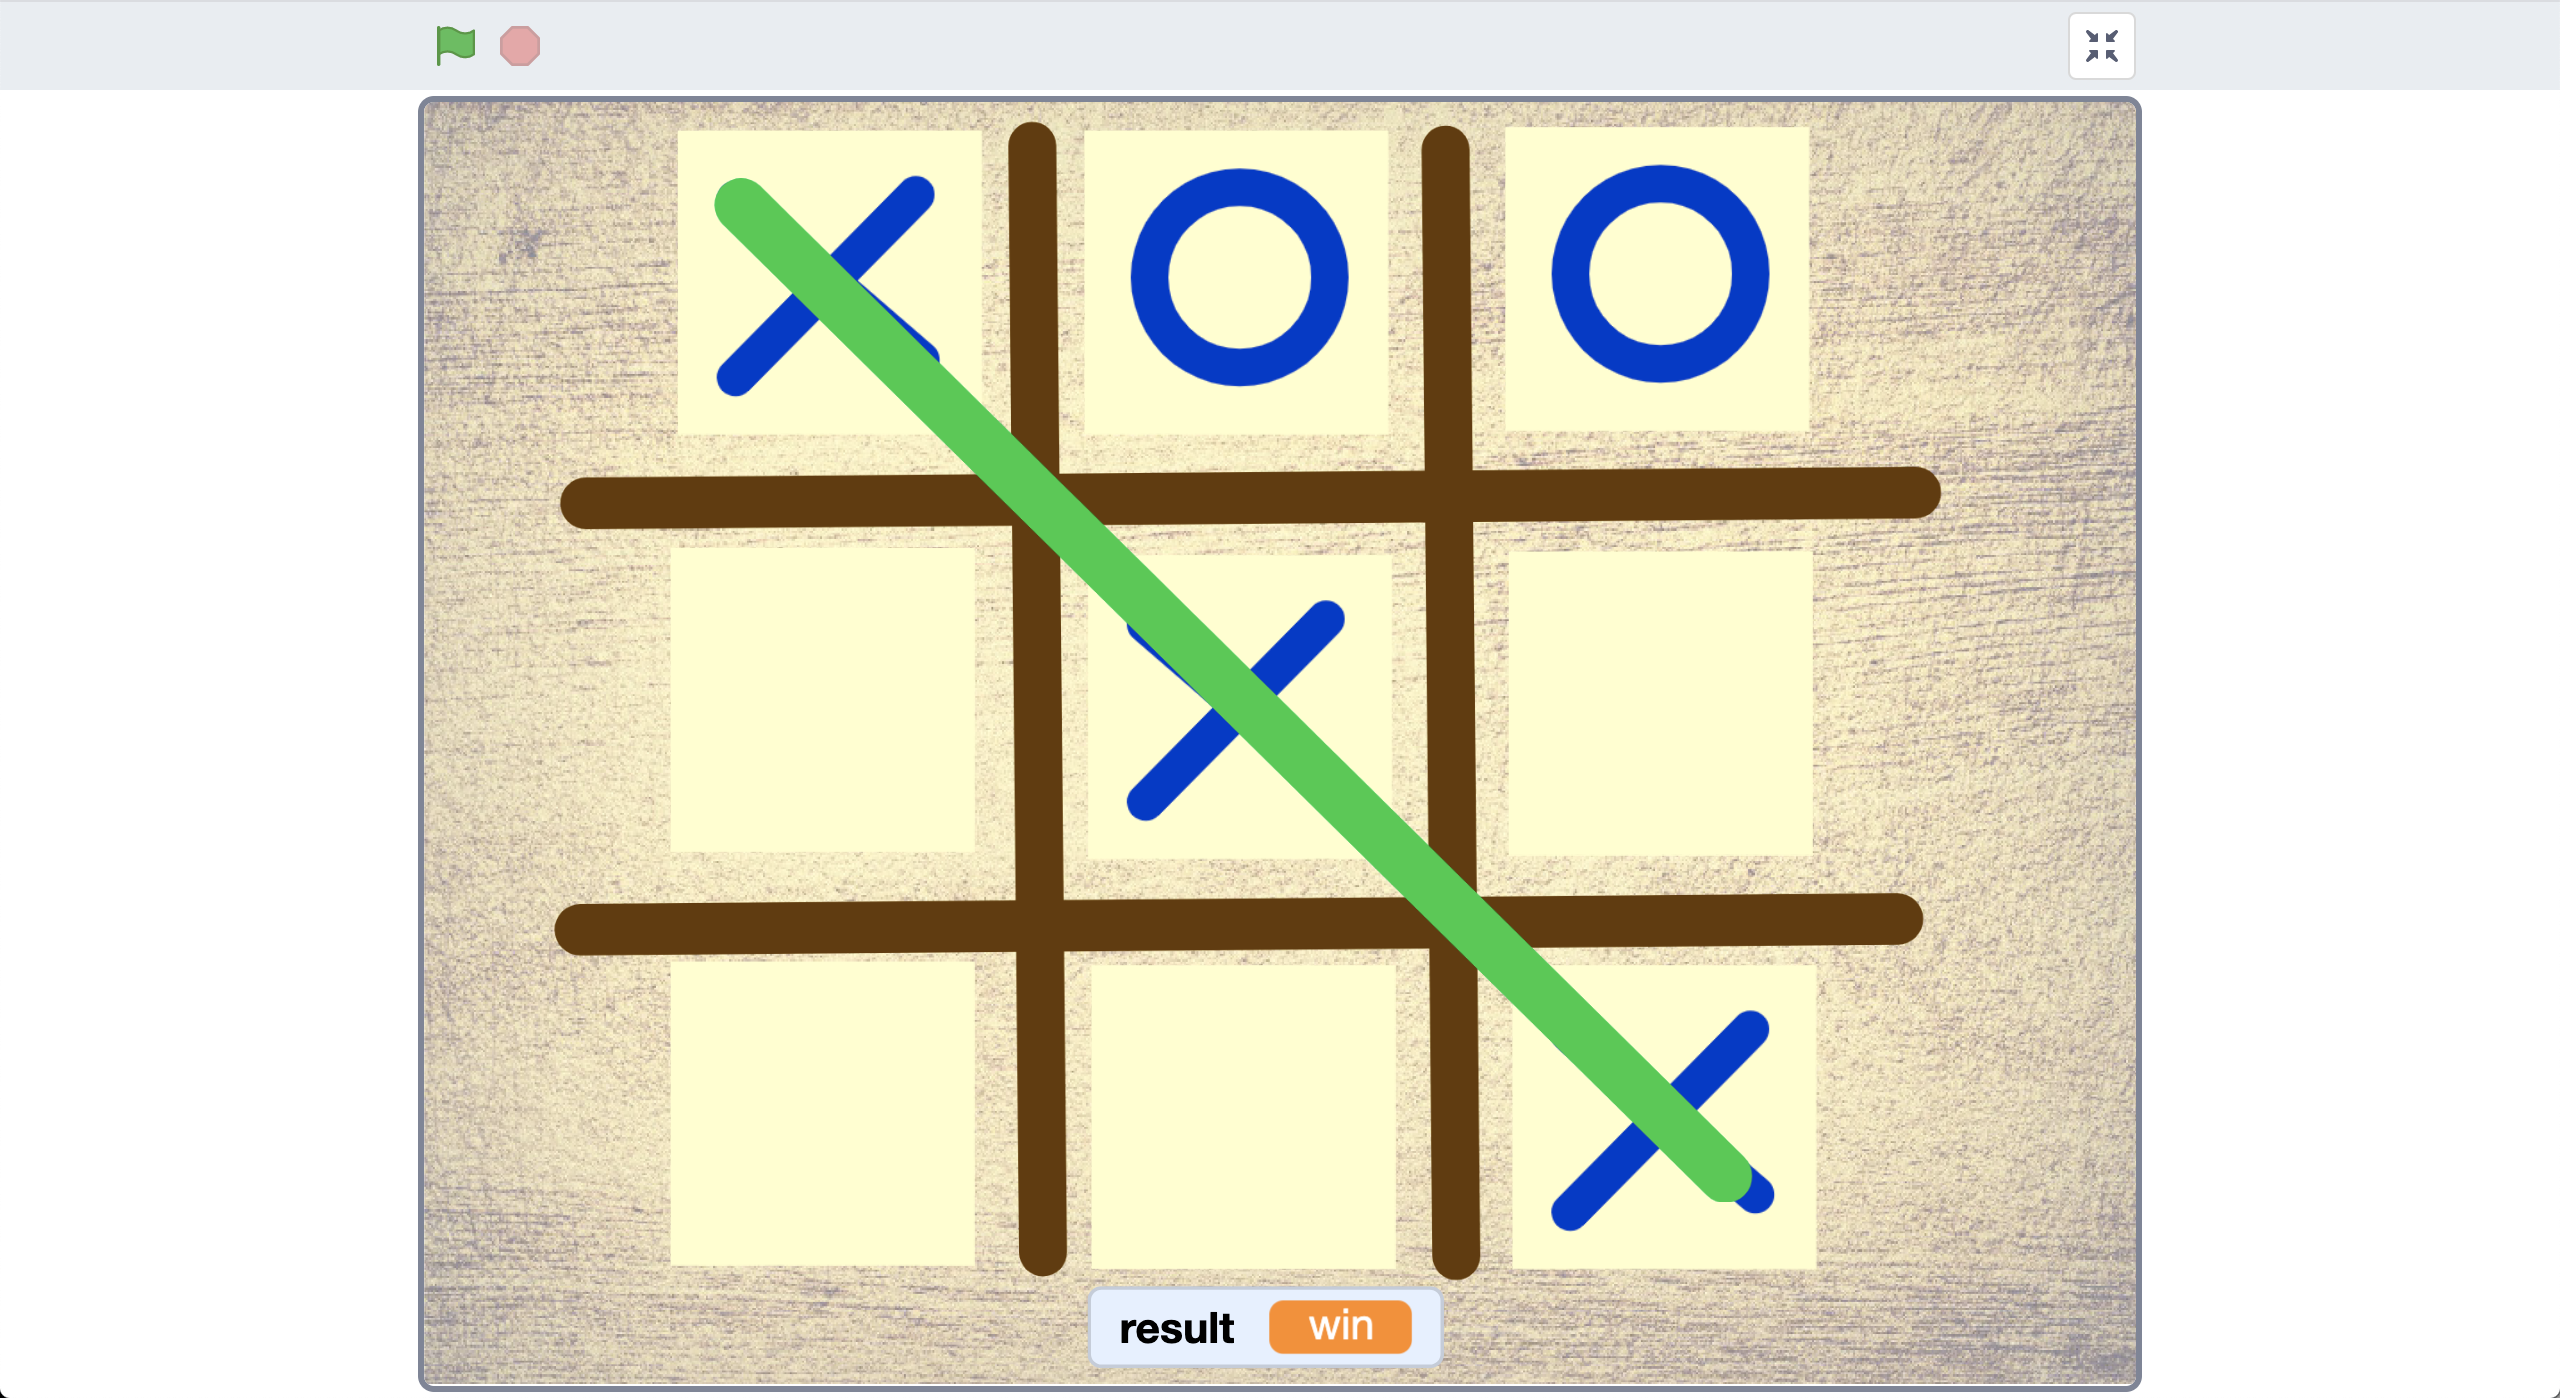 X O O
X
X
result win